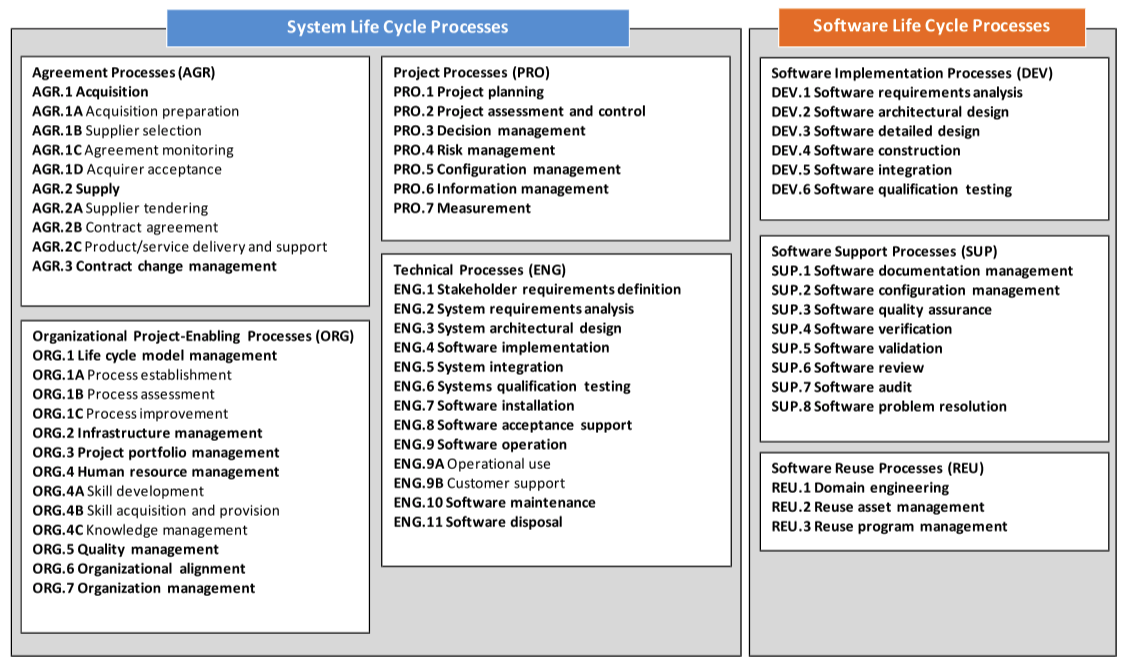 System Life Cycle Processes
Agreement Processes (AGR)
AGR.1 Acquisition
AGR.1A Acquisition preparation
AGR.1B Supplier selection
AGR.1C Agreement monitoring
AGR.1D Acquirer acceptance
AGR.2 Supply
AGR.2A Supplier tendering
AGR.2B Contract agreement
AGR.2C Product/service delivery and support
AGR.3 Contract change management
Organizational Project-Enabling Processes (ORG)
ORG.1 Life cycle model management
ORG.1A Process establishment
ORG.1B Process assessment
ORG.1C Process improvement
ORG.2 Infrastructure management
ORG.3 Project portfolio management
ORG.4 Human resource management
ORG.4A Skill development
ORG.4B Skill acquisition and provision
ORG.4C Knowledge management
ORG.5 Quality management
ORG.6 Organizational alignment
ORG.7 Organization management
Project Processes (PRO)
PRO.1 Project planning
PRO.2 Project assessment and control
PRO.3 Decision management
PRO.4 Risk management
PRO.5 Configuration management
PRO.6 Information management
PRO.7 Measurement
Technical Processes (ENG)
ENG.1 Stakeholder requirements definition
ENG.2 System requirements analysis
ENG.3 System architectural design
ENG.4 Software implementation
ENG.5 System integration
ENG.6 Systems qualification testing
ENG.7 Software installation
ENG.8 Software acceptance support
ENG.9 Software operation
ENG.9A Operational use
ENG.9B Customer support
ENG.10 Software maintenance
ENG.11 Software disposal
Software Life Cycle Processes
Software Implementation Processes (DEV)
DEV.1 Software requirements analysis
DEV.2 Software architectural design
DEV.3 Software detailed design
DEV.4 Software construction
DEV.5 Software integration
DEV.6 Software qualification testing
Software Support Processes (SUP)
SUP.1 Software documentation management
SUP.2 Software configuration management
SUP.3 Software quality assurance
SUP.4 Software verification
SUP.5 Software validation
SUP.6 Software review
SUP.7 Software audit
SUP.8 Software problem resolution
Software Reuse Processes (REU)
REU.1 Domain engineering
REU.2 Reuse asset management
REU.3 Reuse program management